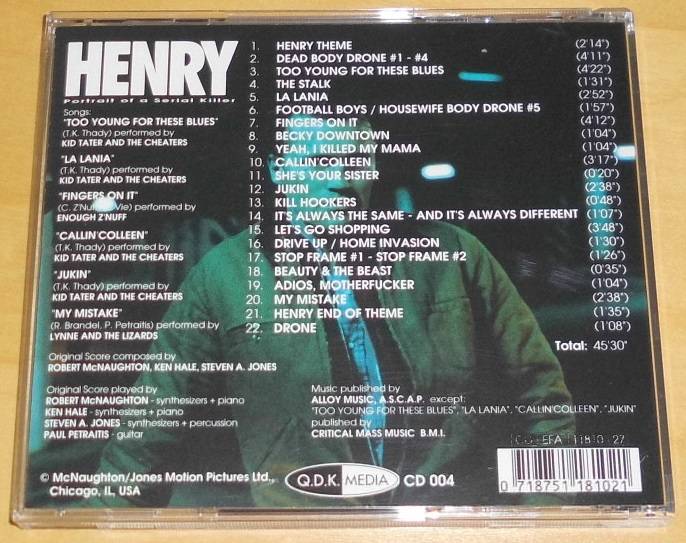 HENRY
Portrait of a Serial Killer
Songs:
"TOO YOUNG FOR THESE BLUES"
(T.K. Thady) performed by
KID TATER AND THE CHEATERS
"LA LANIA"
(T.K. Thady) performed by
KID TATER AND THE CHEATERS
"FINGERS ON IT"
(C. Z'Nuff, Vie) performed by
ENOUGH Z'NUFF
"CALLIN'COLLEEN"
(T.K. Thady) performed by
KID TATER AND THE CHEATERS
"JUKIN"
(T.K. Thady) performed by
KID TATER AND THE CHEATERS
"MY MISTAKE"
(R. Brandel, P. Petraitis) performed by
LYNNE AND THE LIZARDS
Original Score composed by
ROBERT McNAUGHTON, KEN HALE, STEVEN A. JONES
Original Score played by
ROBERT McNAUGHTON - synthesizers + piano
KEN HALE - synthesizers + piano
STEVEN A. JONES - synthesizers + percussion
PAUL PETRAITIS - guitar
© McNaughton/Jones Motion Pictures Ltd.,
Chicago, IL, USA
1. HENRY THEME (2'14")
2. DEAD BODY DRONE #1 - #4 (4'11")
3. TOO YOUNG FOR THESE BLUES (4'22")
4. THE STALK (1'31")
5. LA LANIA (2'52")
6. FOOTBALL BOYS / HOUSEWIFE BODY DRONE #5 (1'57")
7. FINGERS ON IT (4'12")
8. BECKY DOWNTOWN (1'04")
9. YEAH, I KILLED MY MAMA (1'04")
10. CALLIN'COLLEEN (3'17")
11. SHE'S YOUR SISTER (0'20")
12. JUKIN (2'38")
13. KILL HOOKERS (0'48")
14. IT'S ALWAYS THE SAME - AND IT'S ALWAYS DIFFERENT (1'07")
15. LET'S GO SHOPPING (3'48")
16. DRIVE UP / HOME INVASION (1'30")
17. STOP FRAME #1 - STOP FRAME #2 (1'26")
18. BEAUTY & THE BEAST (0'35")
19. ADIOS, MOTHERFUCKER (1'04")
20. MY MISTAKE (2'38")
21. HENRY END OF THEME (1'35")
22. DRONE (1'08")
Total: 45'30"
Music published by
ALLOY MUSIC, A.S.C.A.P. except:
"TOO YOUNG FOR THESE BLUES", "LA LANIA", "CALLIN'COLLEEN", "JUKIN"
published by
CRITICAL MASS MUSIC B.M.I.
Q.D.K. MEDIA CD 004
EFA 11810 27
0 718751 181021